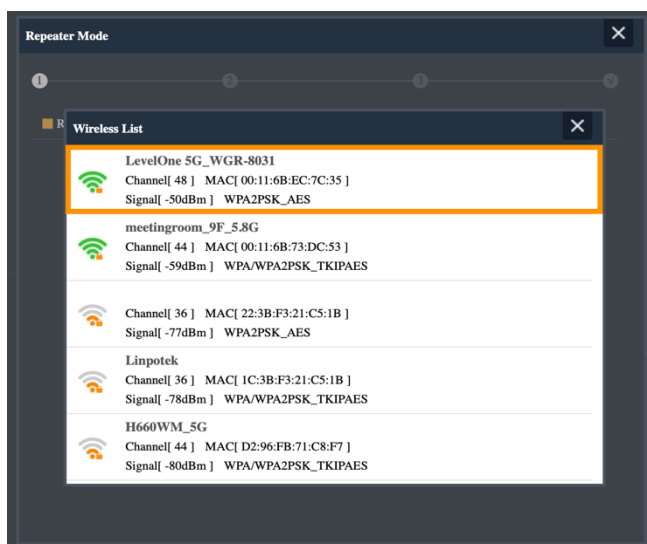 Repeater Mode
1
2
3
R
Wireless List
LevelOne 5G_WGR-8031
Channel[ 48 ] MAC[ 00:11:6B:EC:7C:35 ]
Signal[ -50dBm ] WPA2PSK_AES
meetingroom_9F_5.8G
Channel[ 44 ] MAC[ 00:11:6B:73:DC:53 ]
Signal[ -59dBm ] WPA/WPA2PSK_TKIPAES
Channel[ 36 ] MAC[ 22:3B:F3:21:C5:1B ]
Signal[ -77dBm ] WPA2PSK_AES
Linpotek
Channel[ 36 ] MAC[ 1C:3B:F3:21:C5:1B ]
Signal[ -78dBm ] WPA/WPA2PSK_TKIPAES
H660WM_5G
Channel[ 44 ] MAC[ D2:96:FB:71:C8:F7 ]
Signal[ -80dBm ] WPA/WPA2PSK_TKIPAES